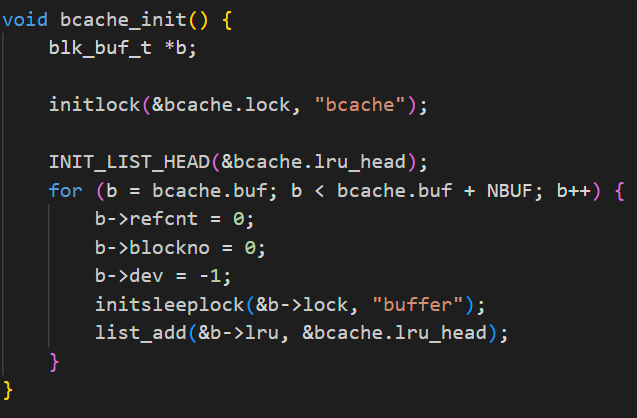 void bcache_init() {
    blk_buf_t *b;

    initlock(&bcache.lock, "bcache");

    INIT_LIST_HEAD(&bcache.lru_head);
    for (b = bcache.buf; b < bcache.buf + NBUF; b++) {
        b->refcnt = 0;
        b->blockno = 0;
        b->dev = -1;
        initsleeplock(&b->lock, "buffer");
        list_add(&b->lru, &bcache.lru_head);
    }
}